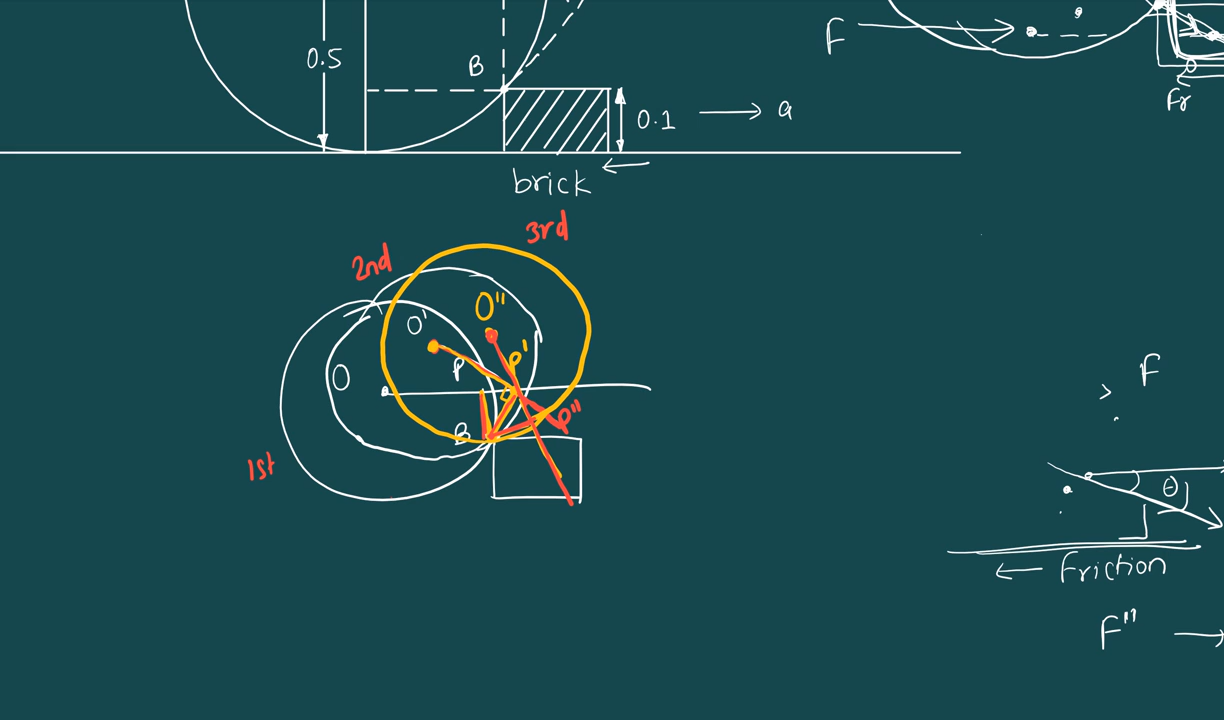 0.5
B
0.1
a
brick
F
Fr
2nd
3rd
O"
O'
P'
P
O
P"
B
1st
F
θ
Friction
F"